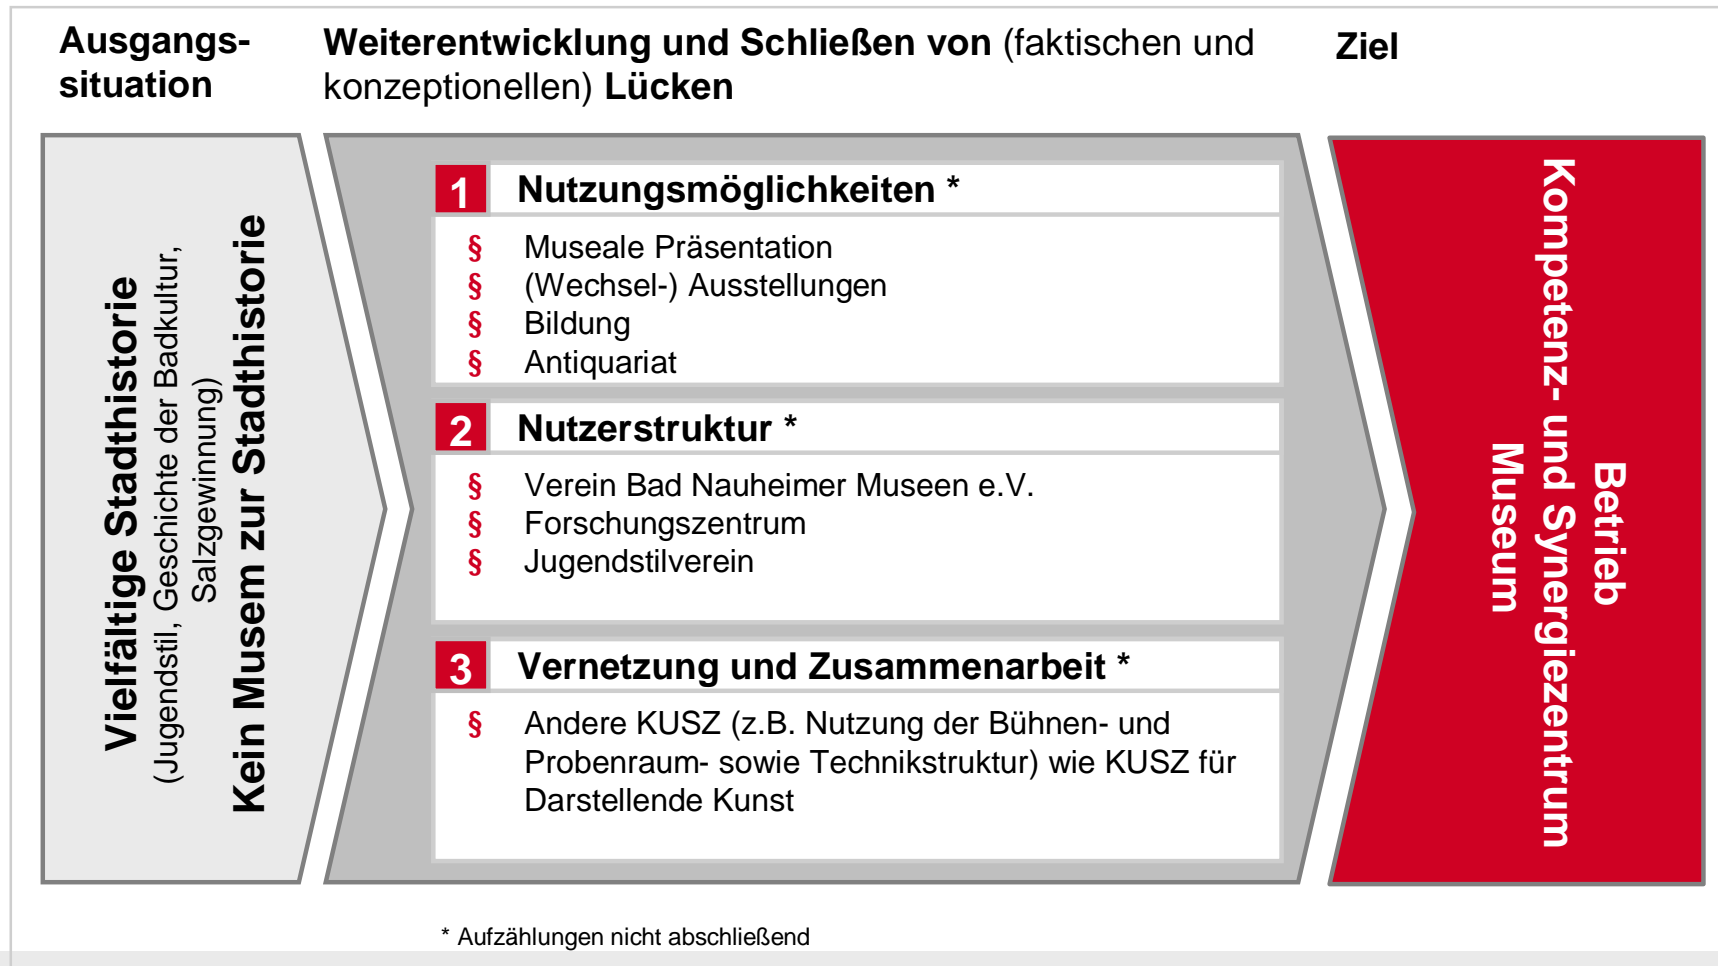 Ausgangs-
situation
Weiterentwicklung und Schließen von (faktischen und
konzeptionellen) Lücken
Ziel
Vielfältige Stadthistorie
(Jugendstil, Geschichte der Badkultur,
Salzgewinnung)
Kein Musem zur Stadthistorie
1 Nutzungsmöglichkeiten *
§ Museale Präsentation
§ (Wechsel-) Ausstellungen
§ Bildung
§ Antiquariat
2 Nutzerstruktur *
§ Verein Bad Nauheimer Museen e.V.
§ Forschungszentrum
§ Jugendstilverein
3 Vernetzung und Zusammenarbeit *
§ Andere KUSZ (z.B. Nutzung der Bühnen- und
Probenraum- sowie Technikstruktur) wie KUSZ für
Darstellende Kunst
Betrieb
Kompetenz- und Synergiezentrum
Museum
* Aufzählungen nicht abschließend